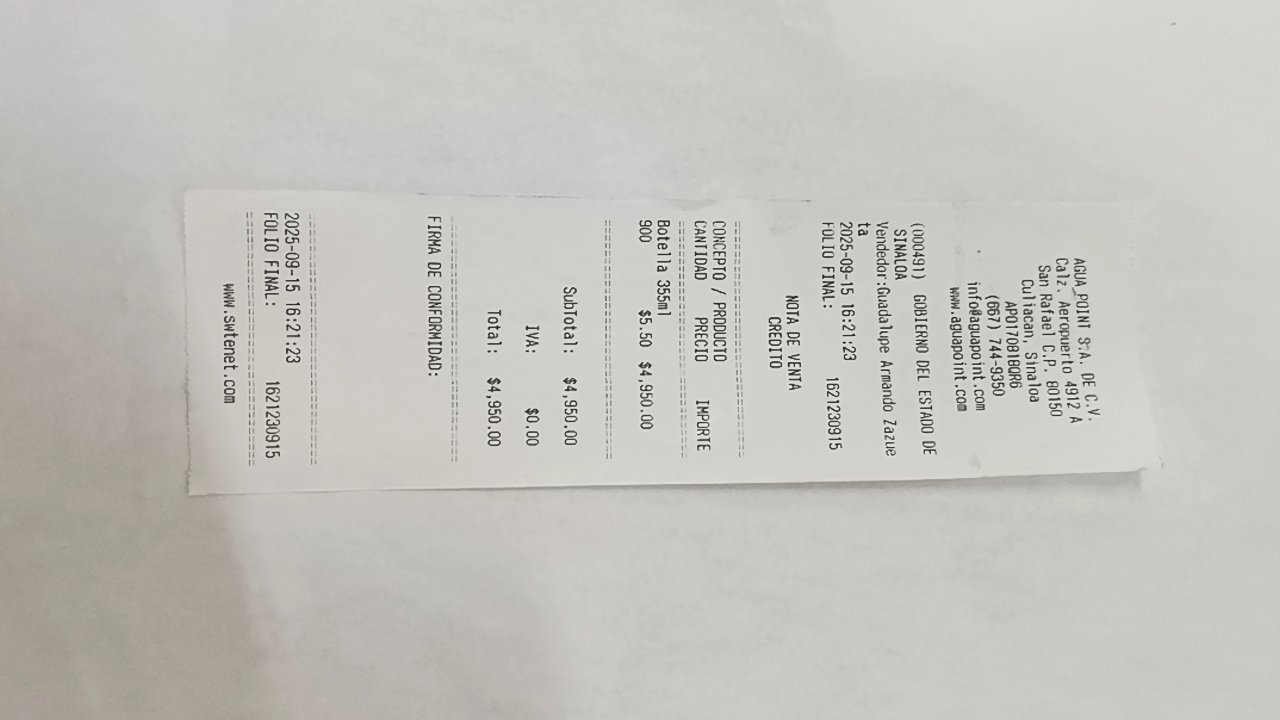 AGUA POINT S.A. DE C.V.
Calz. Aeropuerto 4912 A
San Rafael C.P. 80150
Culiacan, Sinaloa
APO170818QR6
(667) 744-9350
info@aguapoint.com
www.aguapoint.com
(000491) GOBIERNO DEL ESTADO DE
SINALOA
Vendedor:Guadalupe Armando Zazue
ta
2025-09-15 16:21:23
FOLIO FINAL: 1621230915
NOTA DE VENTA
CREDITO
CONCEPTO / PRODUCTO
CANTIDAD PRECIO IMPORTE
Botella 355ml
900 $5.50 $4,950.00
SubTotal: $4,950.00
IVA: $0.00
Total: $4,950.00
FIRMA DE CONFORMIDAD:
2025-09-15 16:21:23
FOLIO FINAL: 1621230915
www.swtenet.com